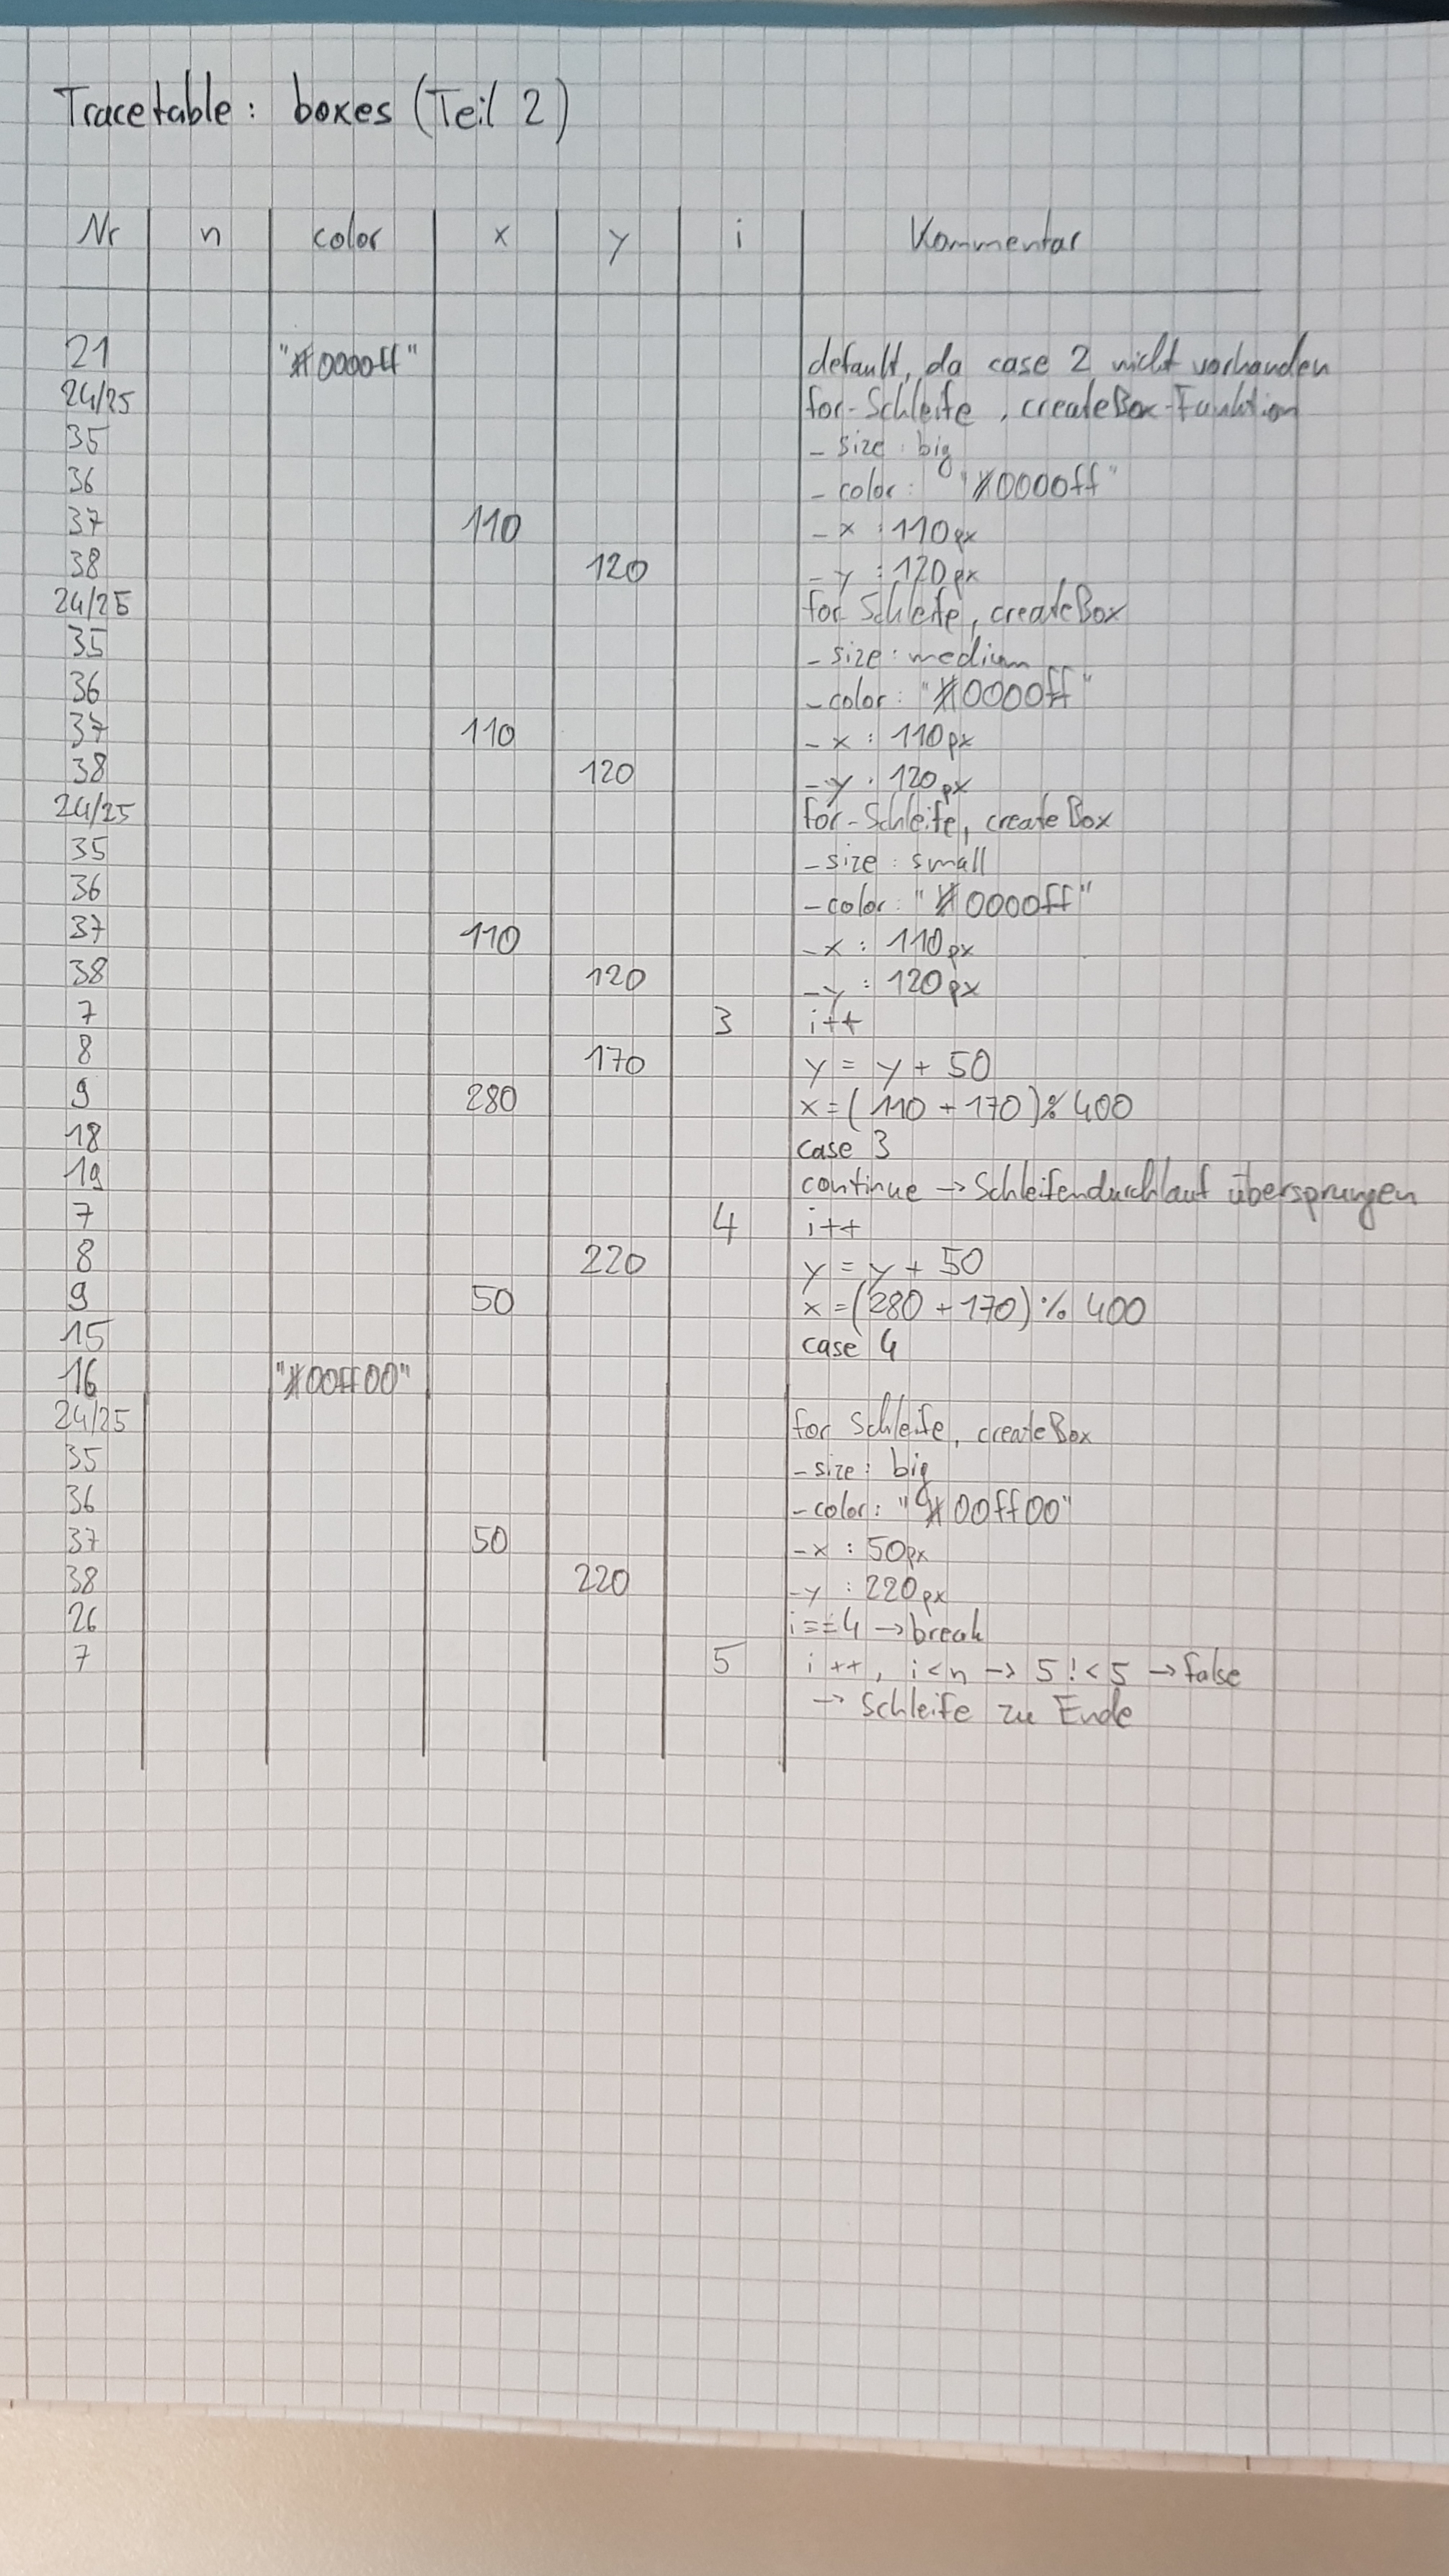 Tracetable: boxes (Teil 2)
Nr n color x y i Kommentar
21 "#0000ff" default, da case 2 nicht vorhanden
24/25 for-Schleife, createBox-Funktion
35 - size: big
36 - color: "#0000ff"
37 110 - x : 110px
38 120 - y : 120px
24/25 for Schleife, createBox
35 - size: medium
36 - color: "#0000ff"
37 110 - x : 110px
38 120 - y : 120px
24/25 for-Schleife, createBox
35 - size: small
36 - color: "#0000ff"
37 110 - x : 110px
38 120 - y : 120px
7 3 i++
8 170 y = y + 50
9 280 x = (110 + 170) % 400
18 case 3
19 continue → Schleifendurchlauf übersprungen
7 4 i++
8 220 y = y + 50
9 50 x = (280 + 170) % 400
15 case 4
16 "#00ff00"
24/25 for Schleife, createBox
35 - size: big
36 - color: "#00ff00"
37 50 - x : 50px
38 220 - y : 220px
26 i==4 → break
7 5 i++, i<n → 5!<5 → false
→ Schleife zu Ende